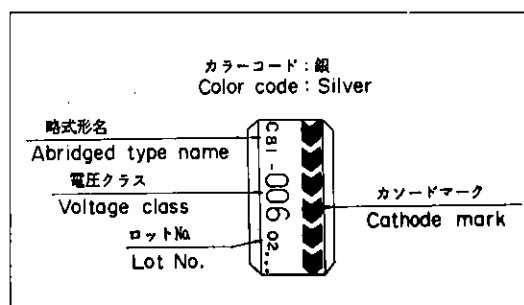 カラーコード：銀
Color code : Silver
略式形名
Abridged type name
電圧クラス
Voltage class
ロットNo.
Lot No.
C81-006 02...
カソードマーク
Cathode mark